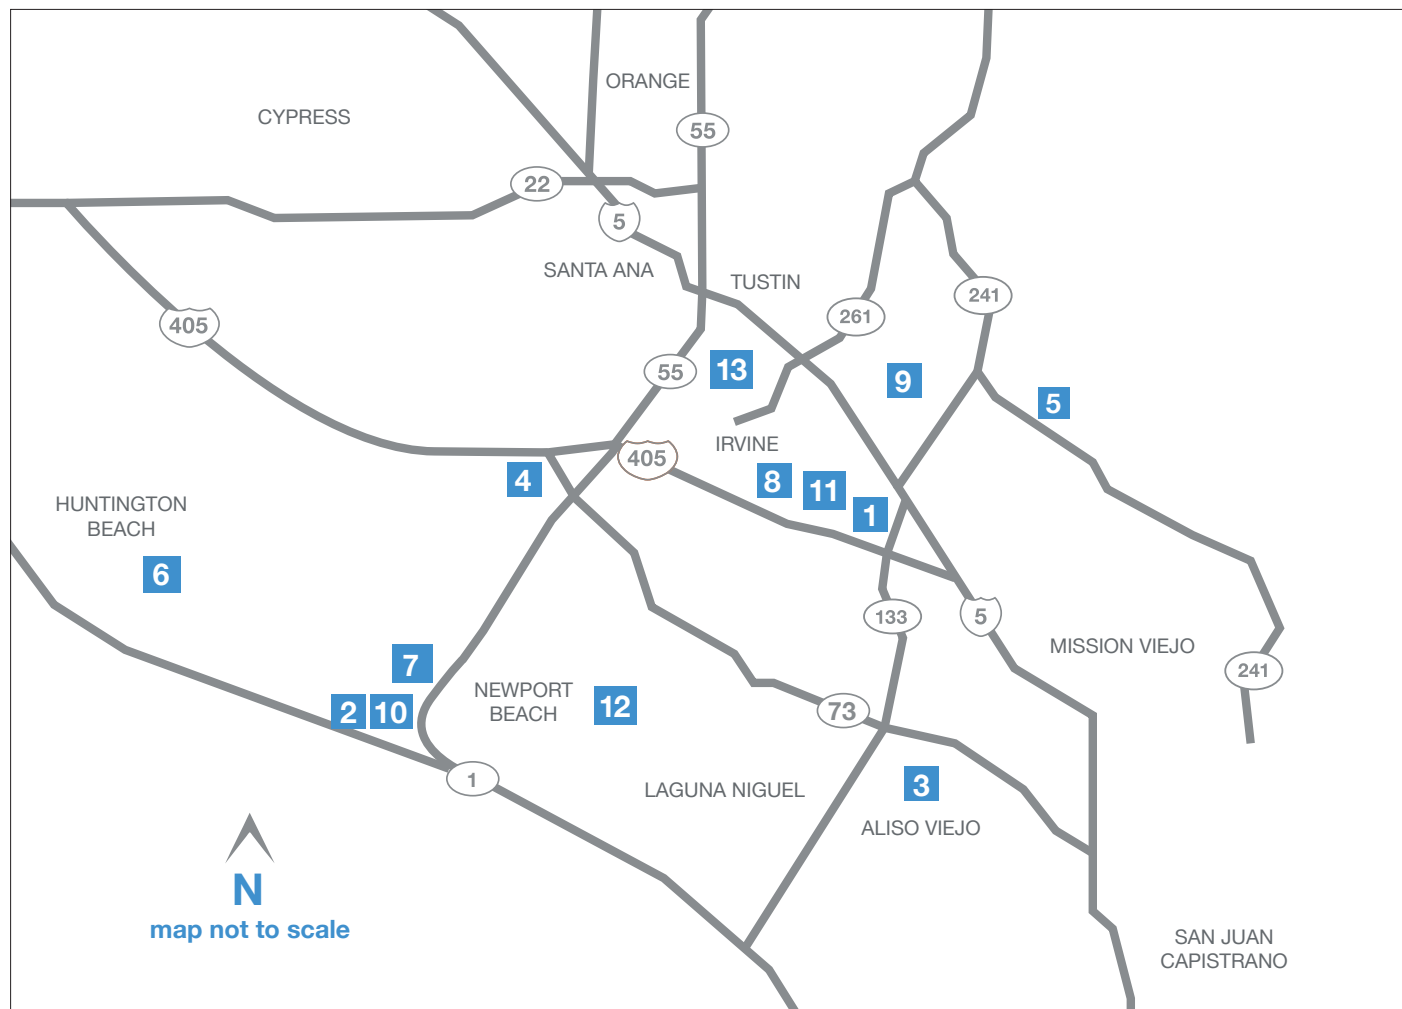 ORANGE
CYPRESS
55
22
5
SANTA ANA
TUSTIN
241
261
405
55
13
9
5
IRVINE
405
4
8
11
1
HUNTINGTON
BEACH
6
133
5
MISSION VIEJO
241
7
NEWPORT
BEACH
12
2
10
73
1
LAGUNA NIGUEL
3
ALISO VIEJO
N
map not to scale
SAN JUAN
CAPISTRANO